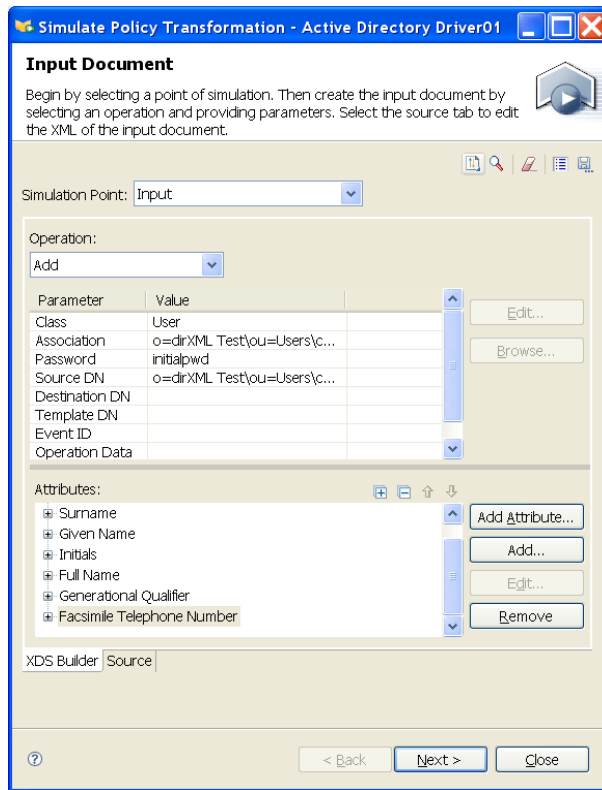 Simulate Policy Transformation - Active Directory Driver01
Input Document
Begin by selecting a point of simulation. Then create the input document by
selecting an operation and providing parameters. Select the source tab to edit
the XML of the input document.
Simulation Point: Input
Operation:
Add
Parameter Value
Class User
Association o=dirXML Test\ou=Users\c...
Password initialpwd
Source DN o=dirXML Test\ou=Users\c...
Destination DN
Template DN
Event ID
Operation Data
Edit...
Browse...
Attributes:
Surname
Given Name
Initials
Full Name
Generational Qualifier
Facsimile Telephone Number
Add Attribute...
Add...
Edit...
Remove
XDS Builder Source
? < Back Next > Close